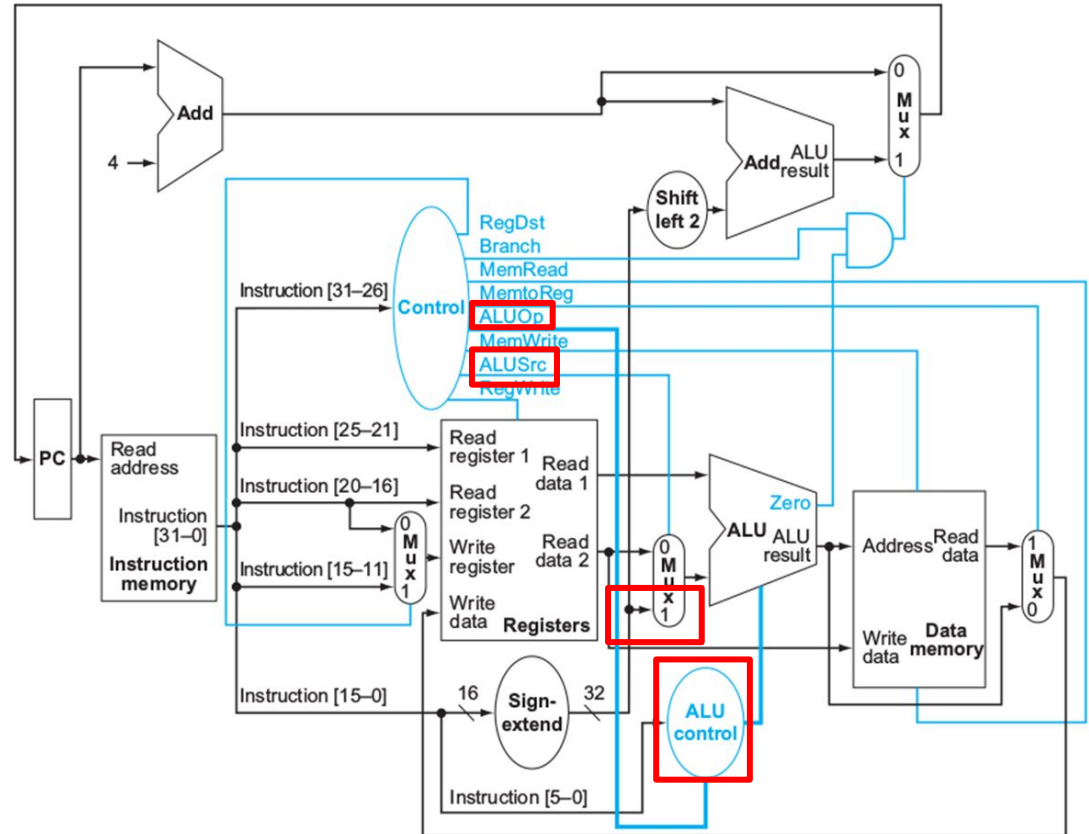 Add
4
0
Mux
1
Add
ALU
result
Shift
left 2
RegDst
Branch
MemRead
MemtoReg
ALUOp
MemWrite
ALUSrc
RegWrite
Control
Instruction [31–26]
Instruction [25–21]
Instruction [20–16]
Instruction [15–11]
Instruction [15–0]
Instruction [5–0]
PC
Read
address
Instruction
[31–0]
Instruction
memory
0
Mux
1
Read
register 1
Read
register 2
Write
register
Write
data
Read
data 1
Read
data 2
Registers
0
Mux
1
Zero
ALU
ALU
result
Address
Read
data
Write
data
Data
memory
1
Mux
0
16
Sign-
extend
32
ALU
control